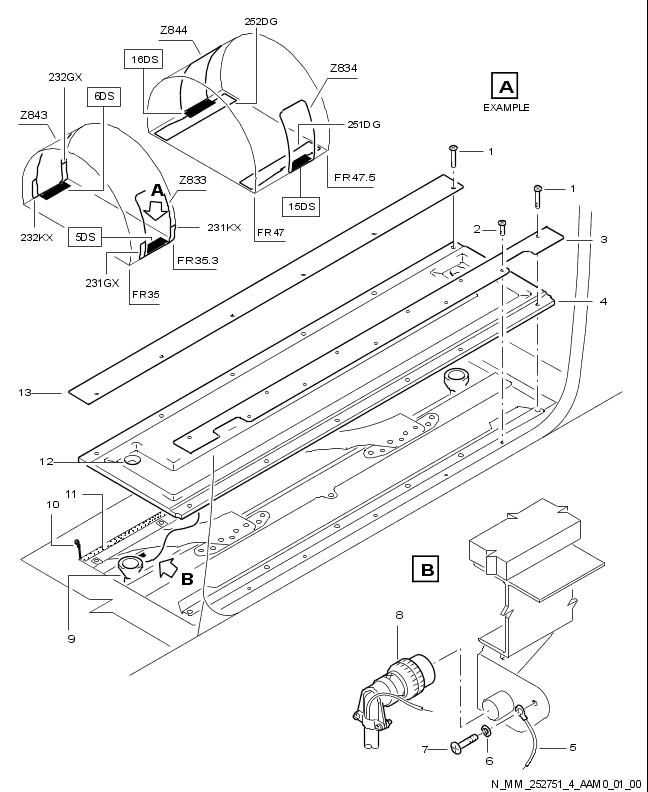 252DG
Z844
16DS
Z834
232GX
6DS
Z843
251DG
A
EXAMPLE
1
FR47.5
Z833
A
15DS
1
2
3
231KX
232KX
5DS
FR47
FR35.3
231GX
FR35
4
13
12
11
10
B
B
9
8
7
6
5
N_MM_252751_4_AAM0_01_00